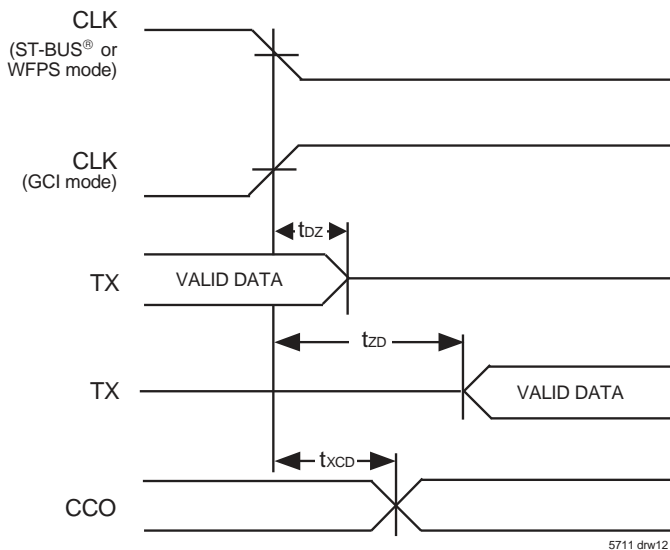 CLK
(ST-BUS® or
WFPS mode)
CLK
(GCI mode)
tDZ
TX
VALID DATA
tZD
TX
VALID DATA
tXCD
CCO
5711 drw12